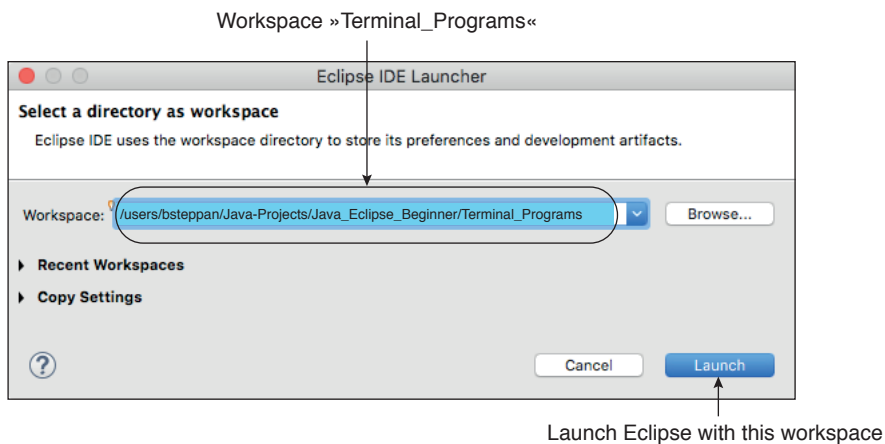 Workspace »Terminal_Programs«
Eclipse IDE Launcher
Select a directory as workspace
Eclipse IDE uses the workspace directory to store its preferences and development artifacts.
Workspace: /users/bsteppan/Java-Projects/Java_Eclipse_Beginner/Terminal_Programs Browse...
Recent Workspaces
Copy Settings
? Cancel Launch
Launch Eclipse with this workspace